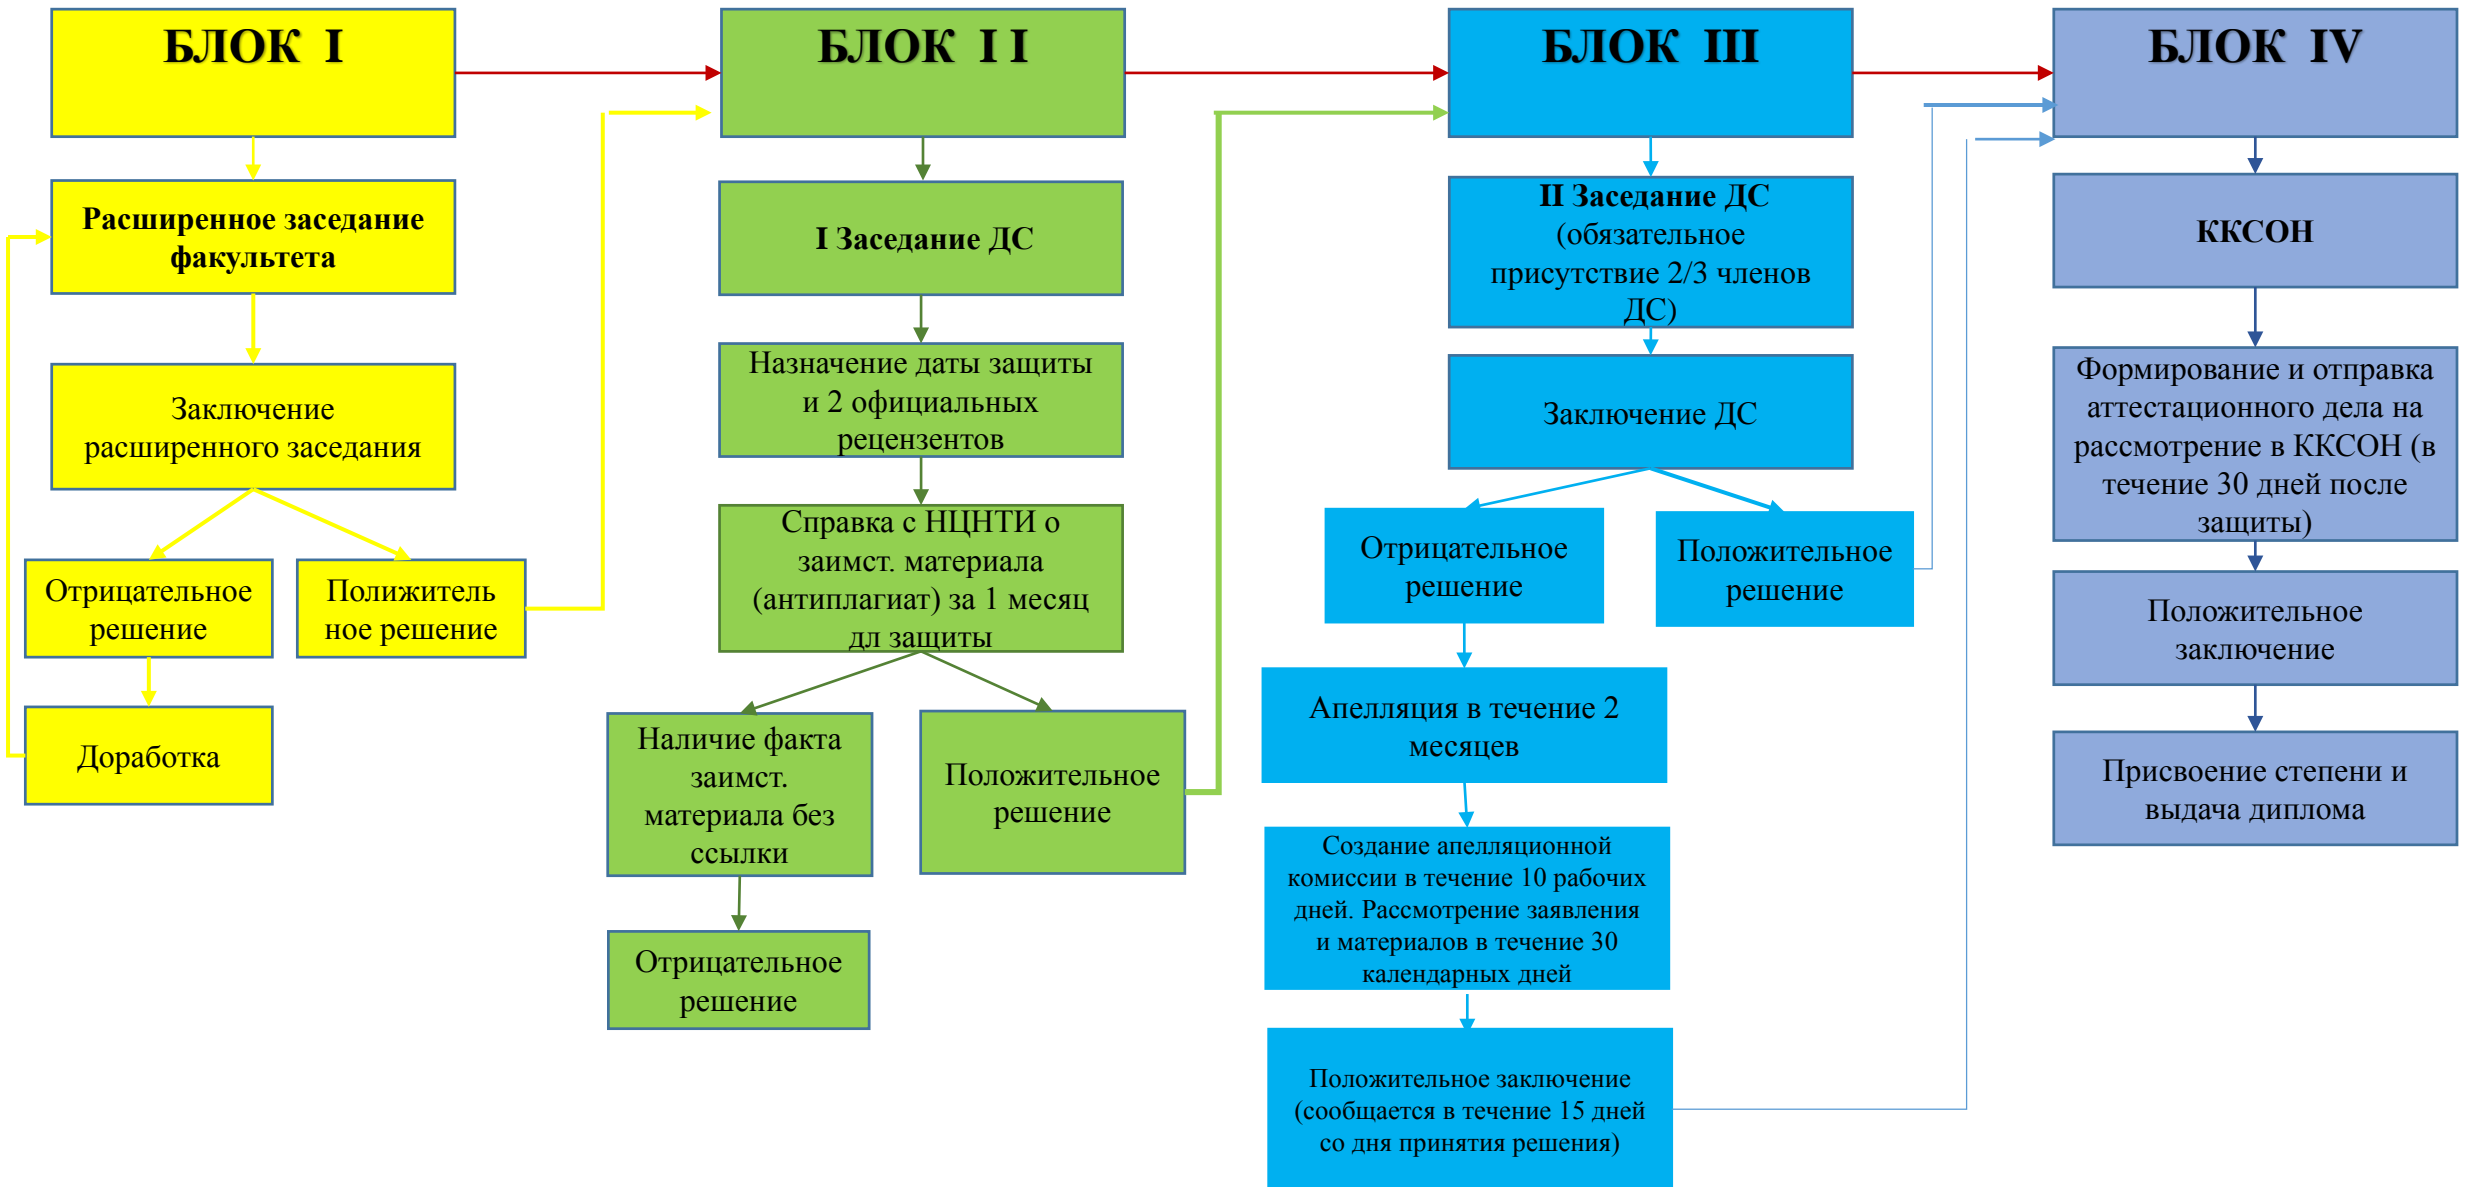 БЛОК I
Расширенное заседание
факультета
Заключение
расширенного заседания
Отрицательное
решение
Полижитель
ное решение
Доработка
БЛОК I I
I Заседание ДС
Назначение даты защиты
и 2 официальных
рецензентов
Справка с НЦНТИ о
заимст. материала
(антиплагиат) за 1 месяц
дл защиты
Наличие факта
заимст.
материала без
ссылки
Положительное
решение
Отрицательное
решение
БЛОК III
II Заседание ДС
(обязательное
присутствие 2/3 членов
ДС)
Заключение ДС
Отрицательное
решение
Положительное
решение
Апелляция в течение 2
месяцев
Создание апелляционной
комиссии в течение 10 рабочих
дней. Рассмотрение заявления
и материалов в течение 30
календарных дней
Положительное заключение
(сообщается в течение 15 дней
со дня принятия решения)
БЛОК IV
ККСОН
Формирование и отправка
аттестационного дела на
рассмотрение в ККСОН (в
течение 30 дней после
защиты)
Положительное
заключение
Присвоение степени и
выдача диплома